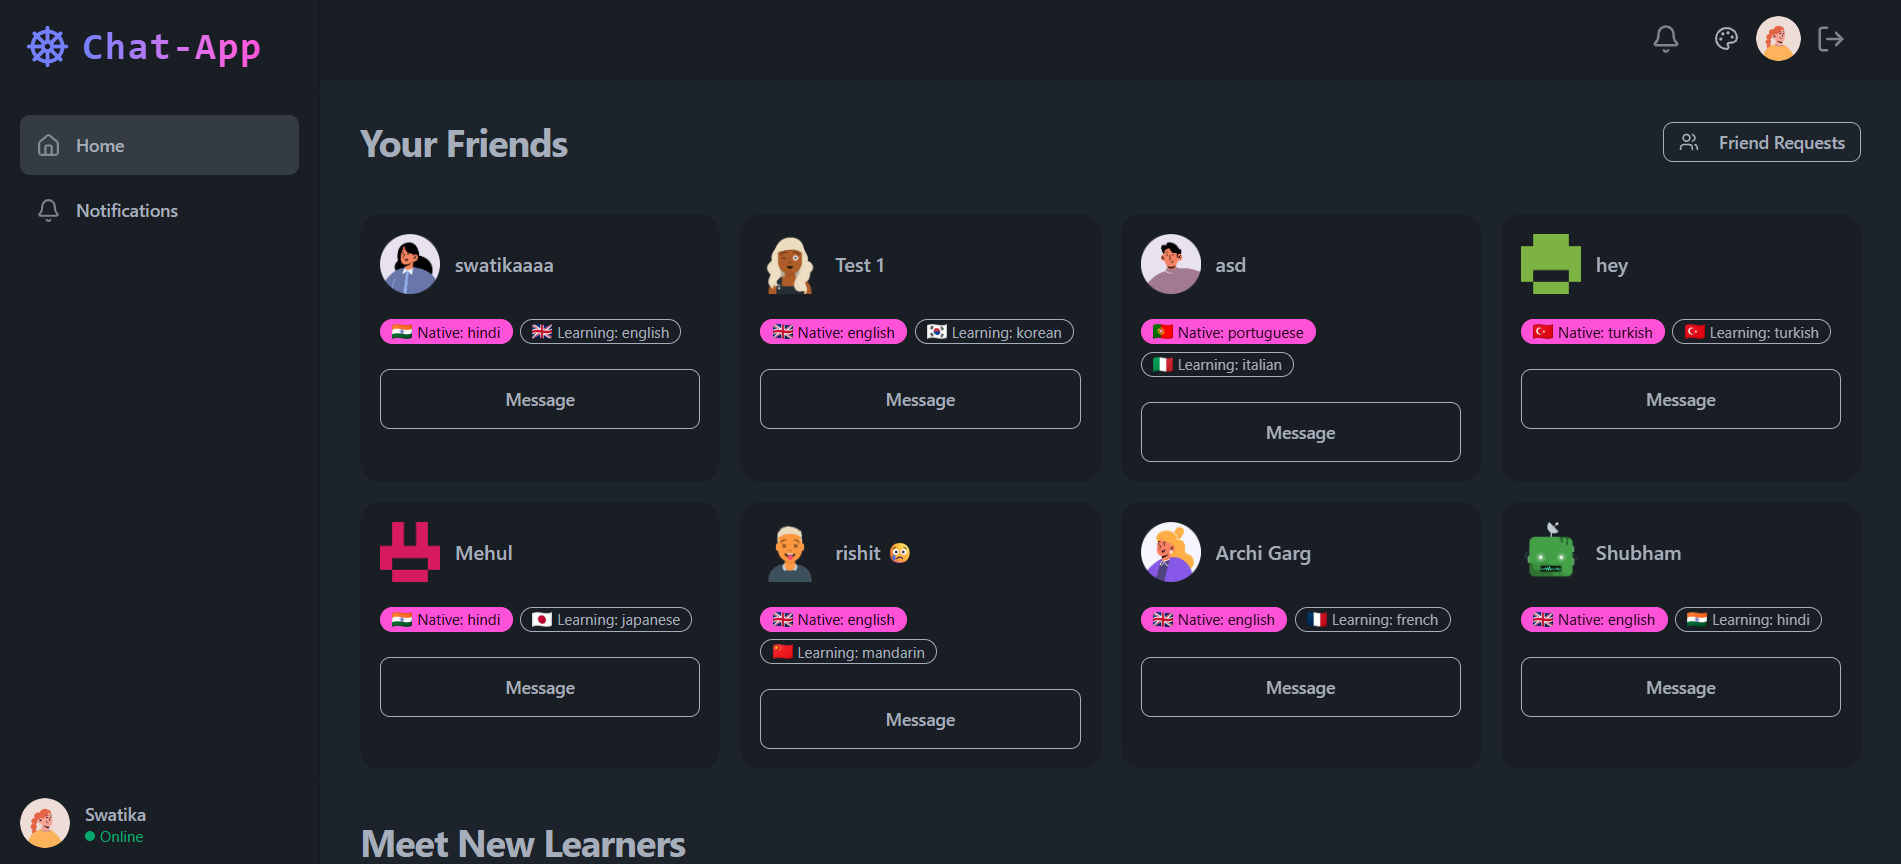 Chat-App
Home
Notifications
Your Friends
Friend Requests
swatikaaaa
Native: hindi
Learning: english
Message
Test 1
Native: english
Learning: korean
Message
asd
Native: portuguese
Learning: italian
Message
hey
Native: turkish
Learning: turkish
Message
Mehul
Native: hindi
Learning: japanese
Message
rishit 😰
Native: english
Learning: mandarin
Message
Archi Garg
Native: english
Learning: french
Message
Shubham
Native: english
Learning: hindi
Message
Meet New Learners
Swatika
Online